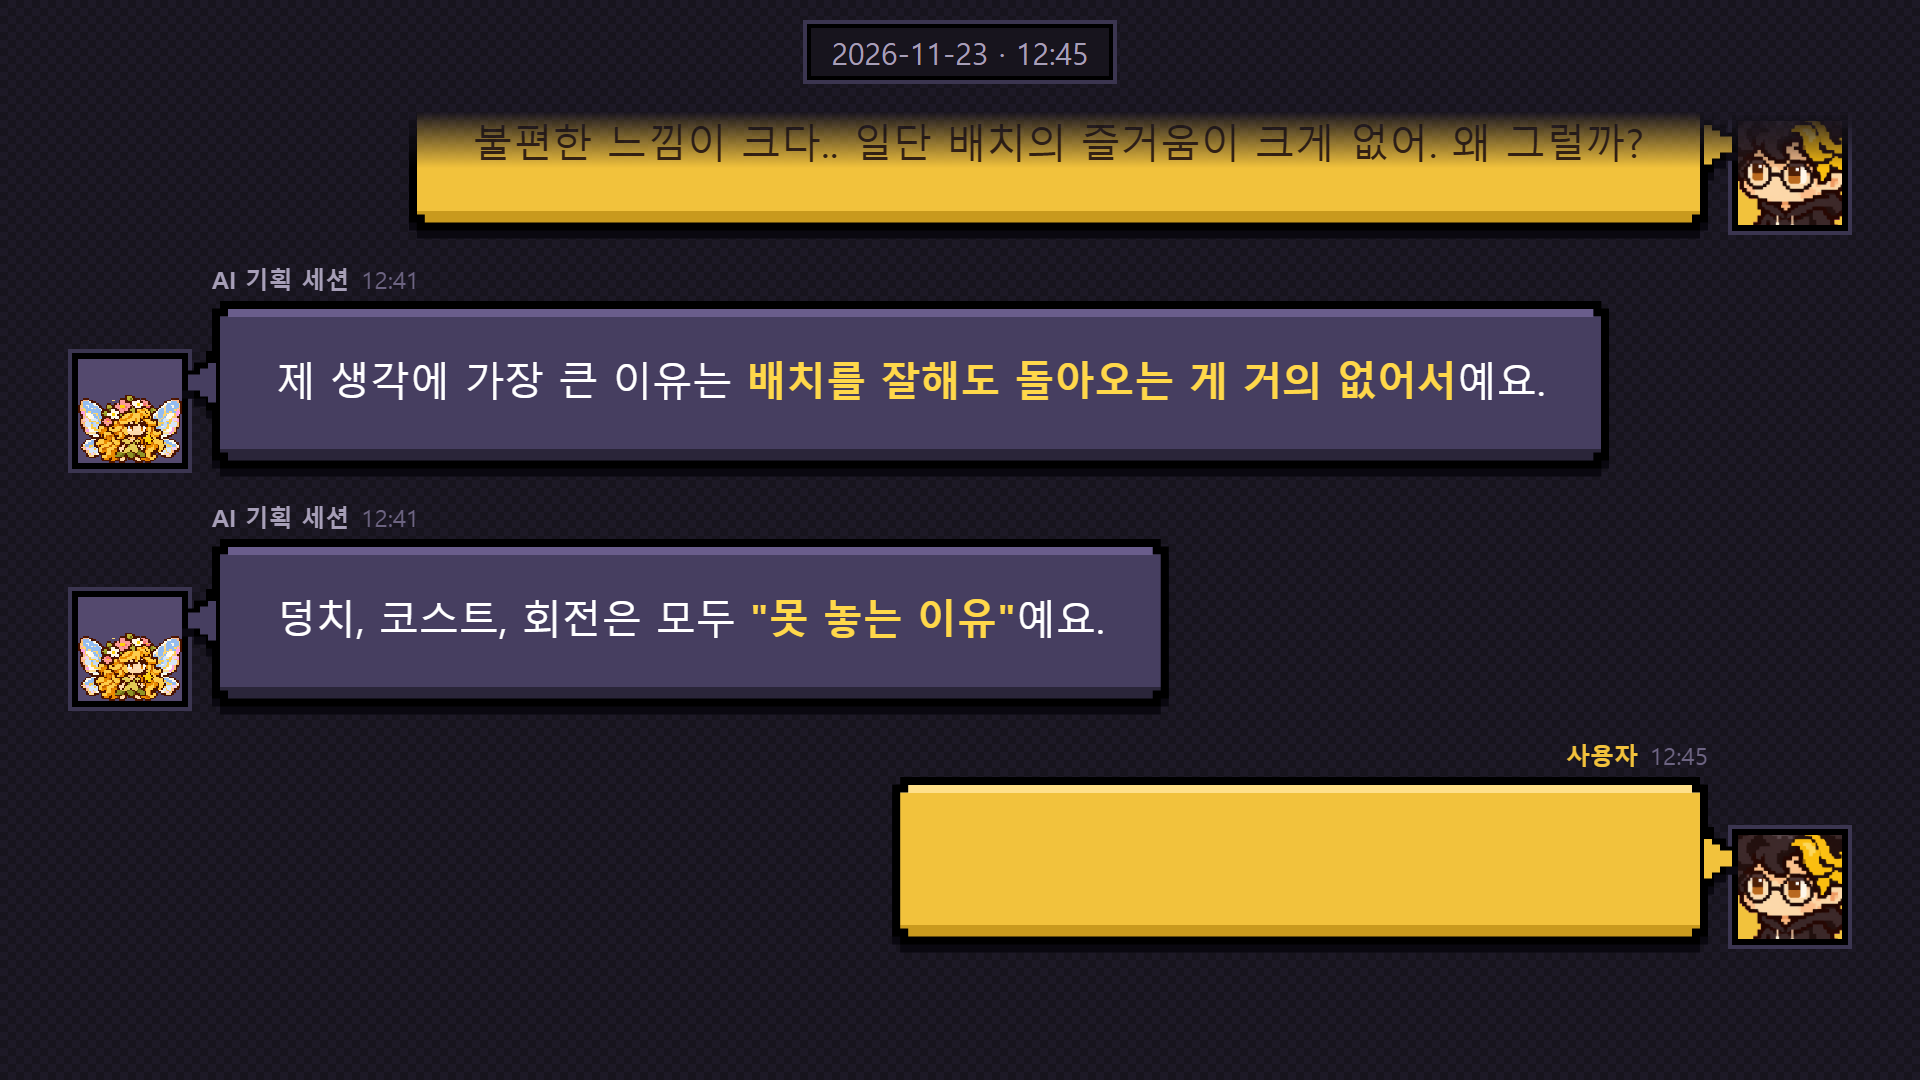 2026-11-23 · 12:45
불편한 느낌이 크다.. 일단 배치의 즐거움이 크게 없어. 왜 그럴까?
AI 기획 세션 12:41
제 생각에 가장 큰 이유는 배치를 잘해도 돌아오는 게 거의 없어서예요.
AI 기획 세션 12:41
덩치, 코스트, 회전은 모두 "못 놓는 이유"예요.
사용자 12:45